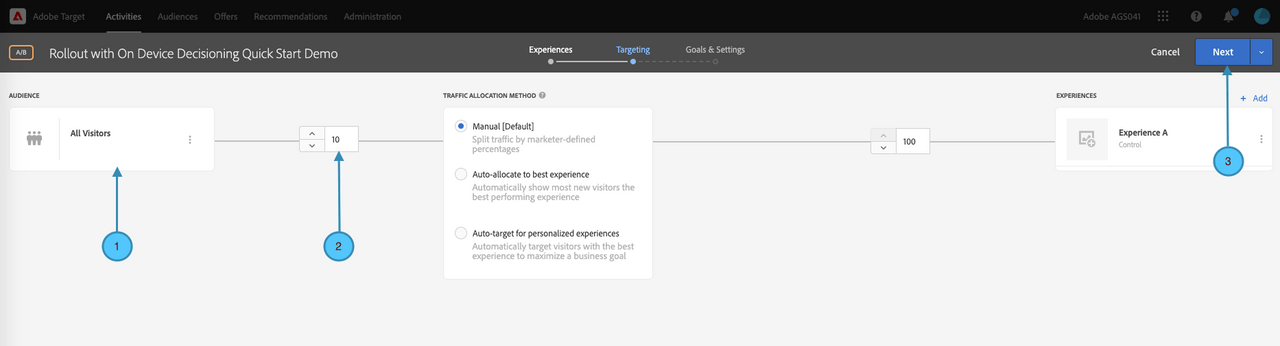 Adobe Target
Activities
Audiences
Offers
Recommendations
Administration
Adobe AGS041
A/B
Rollout with On Device Decisioning Quick Start Demo
Experiences
Targeting
Goals & Settings
Cancel
Next
AUDIENCE
TRAFFIC ALLOCATION METHOD
EXPERIENCES
+ Add
All Visitors
10
Manual [Default]
Split traffic by marketer-defined
percentages
Auto-allocate to best experience
Automatically show most new visitors the
best performing experience
Auto-target for personalized experiences
Automatically target visitors with the best
experience to maximize a business goal
100
Experience A
Control
1
2
3